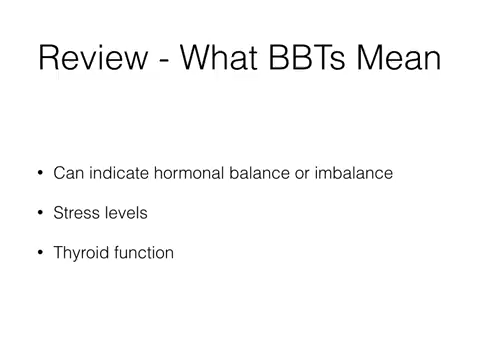 Review - What BBTs Mean
• Can indicate hormonal balance or imbalance
• Stress levels
• Thyroid function